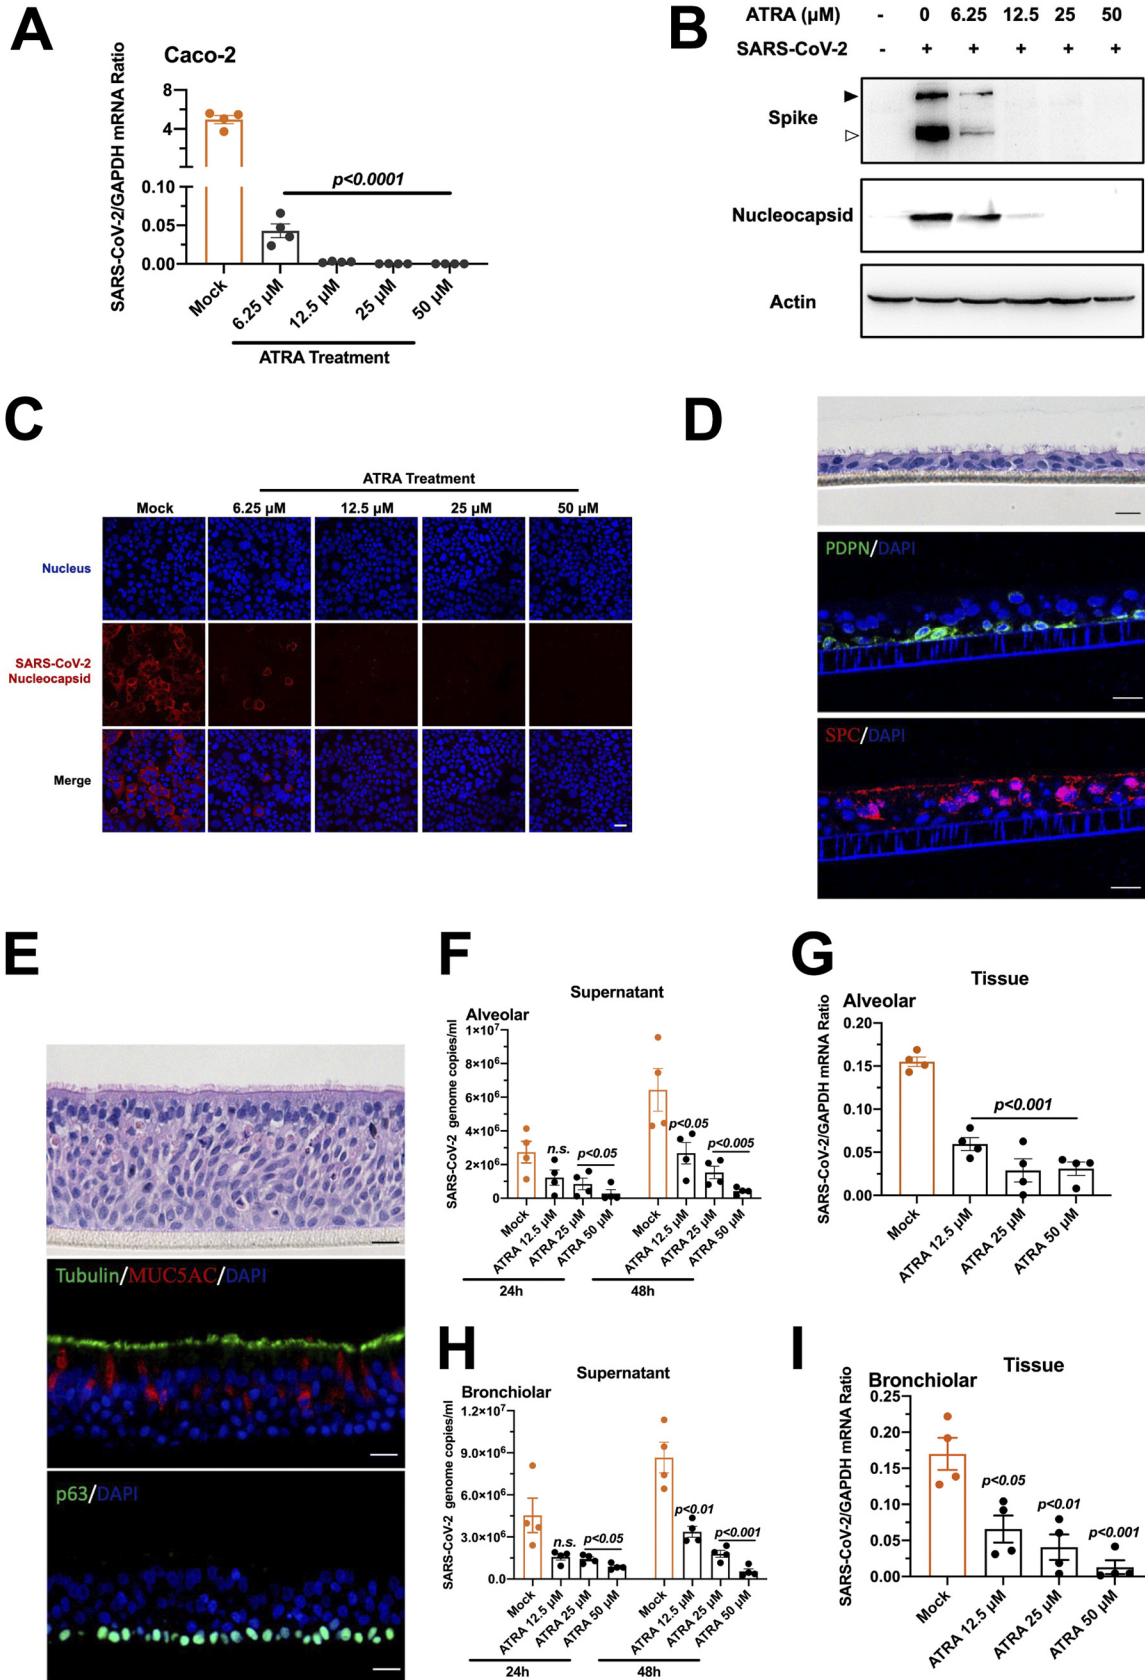 A
Caco-2
SARS-CoV-2/GAPDH mRNA Ratio
8
4
0.10
0.05
0.00
p<0.0001
Mock
6.25 µM
12.5 µM
25 µM
50 µM
ATRA Treatment
B
ATRA (µM) - 0 6.25 12.5 25 50
SARS-CoV-2 - + + + + +
Spike
Nucleocapsid
Actin
C
ATRA Treatment
Mock 6.25 µM 12.5 µM 25 µM 50 µM
Nucleus
SARS-CoV-2
Nucleocapsid
Merge
D
PDPN/DAPI
SPC/DAPI
E
Tubulin/MUC5AC/DAPI
p63/DAPI
F
Supernatant
Alveolar
SARS-CoV-2 genome copies/ml
1×10⁷
8×10⁶
6×10⁶
4×10⁶
2×10⁶
0
n.s.
p<0.05
p<0.05
p<0.005
Mock
ATRA 12.5 µM
ATRA 25 µM
ATRA 50 µM
Mock
ATRA 12.5 µM
ATRA 25 µM
ATRA 50 µM
24h
48h
G
Tissue
Alveolar
SARS-CoV-2/GAPDH mRNA Ratio
0.20
0.15
0.10
0.05
0.00
p<0.001
Mock
ATRA 12.5 µM
ATRA 25 µM
ATRA 50 µM
H
Supernatant
Bronchiolar
SARS-CoV-2 genome copies/ml
1.2×10⁷
9.0×10⁶
6.0×10⁶
3.0×10⁶
0.0
n.s.
p<0.05
p<0.01
p<0.001
Mock
ATRA 12.5 µM
ATRA 25 µM
ATRA 50 µM
Mock
ATRA 12.5 µM
ATRA 25 µM
ATRA 50 µM
24h
48h
I
Tissue
Bronchiolar
SARS-CoV-2/GAPDH mRNA Ratio
0.25
0.20
0.15
0.10
0.05
0.00
p<0.05
p<0.01
p<0.001
Mock
ATRA 12.5 µM
ATRA 25 µM
ATRA 50 µM